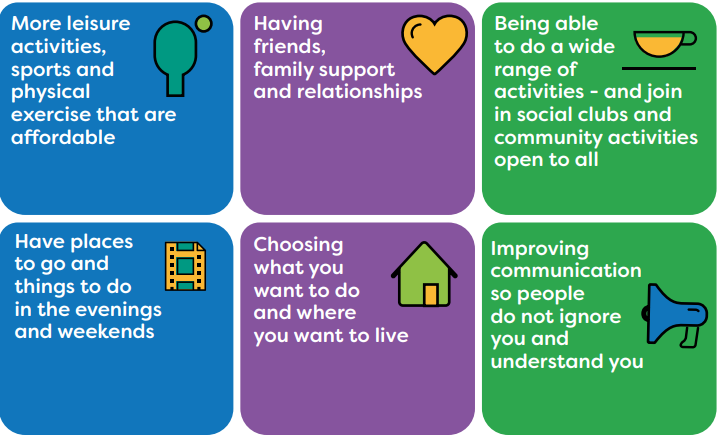 More leisure
activities,
sports and
physical
exercise that are
affordable
Having
friends,
family support
and relationships
Being able
to do a wide
range of
activities - and join
in social clubs and
community activities
open to all
Have places
to go and
things to do
in the evenings
and weekends
Choosing
what you
want to do
and where
you want to live
Improving
communication
so people
do not ignore
you and
understand you